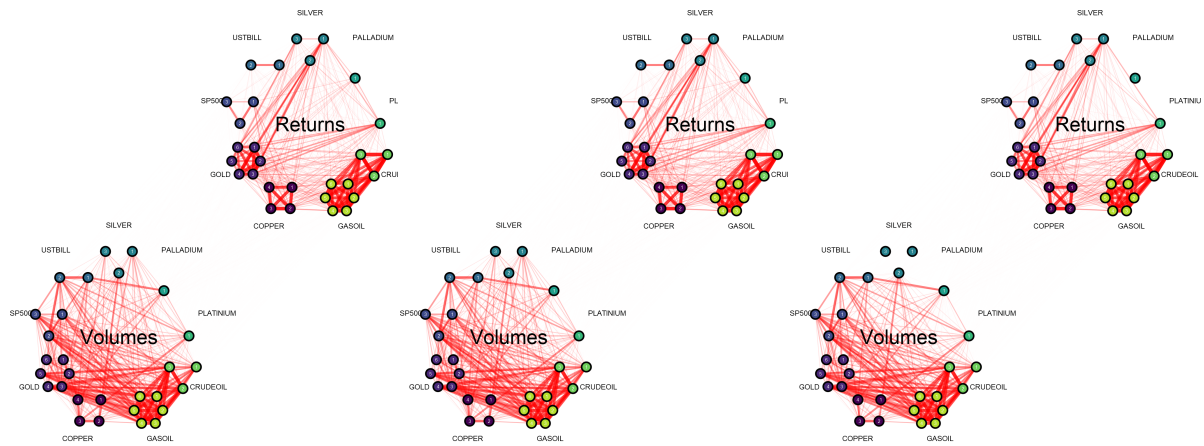 SILVER SILVER SILVER
USTBILL PALLADIUM USTBILL PALLADIUM USTBILL PALLADIUM
SP500 PL SP500 PL SP500 PLATINIU
Returns Returns Returns
GOLD CRUI GOLD CRUI GOLD CRUDEOIL
COPPER GASOIL COPPER GASOIL COPPER GASOIL
SILVER SILVER SILVER
USTBILL PALLADIUM USTBILL PALLADIUM USTBILL PALLADIUM
SP500 PLATINIUM SP500 PLATINIUM SP500 PLATINIUM
Volumes Volumes Volumes
GOLD CRUDEOIL GOLD CRUDEOIL GOLD CRUDEOIL
COPPER GASOIL COPPER GASOIL COPPER GASOIL